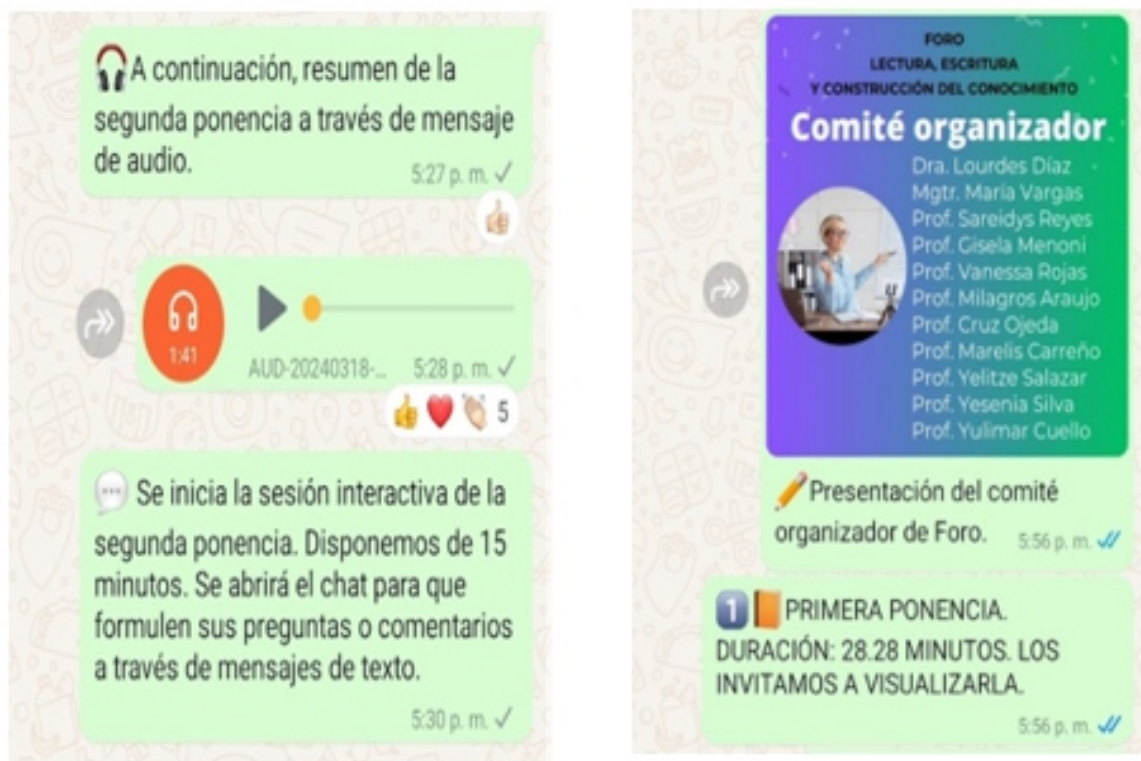 A continuación, resumen de la
segunda ponencia a través de mensaje
de audio.
5:27 p. m.
1:41
AUD-20240318-...
5:28 p. m.
5
Se inicia la sesión interactiva de la
segunda ponencia. Disponemos de 15
minutos. Se abrirá el chat para que
formulen sus preguntas o comentarios
a través de mensajes de texto.
5:30 p. m.
FORO
LECTURA, ESCRITURA
Y CONSTRUCCIÓN DEL CONOCIMIENTO
Comité organizador
Dra. Lourdes Díaz
Mgtr. María Vargas
Prof. Sareidys Reyes
Prof. Gisela Menoni
Prof. Vanessa Rojas
Prof. Milagros Araujo
Prof. Cruz Ojeda
Prof. Marelis Carreño
Prof. Yelitze Salazar
Prof. Yesenia Silva
Prof. Yulimar Cuello
Presentación del comité
organizador de Foro.
5:56 p. m.
1 PRIMERA PONENCIA.
DURACIÓN: 28.28 MINUTOS. LOS
INVITAMOS A VISUALIZARLA.
5:56 p. m.